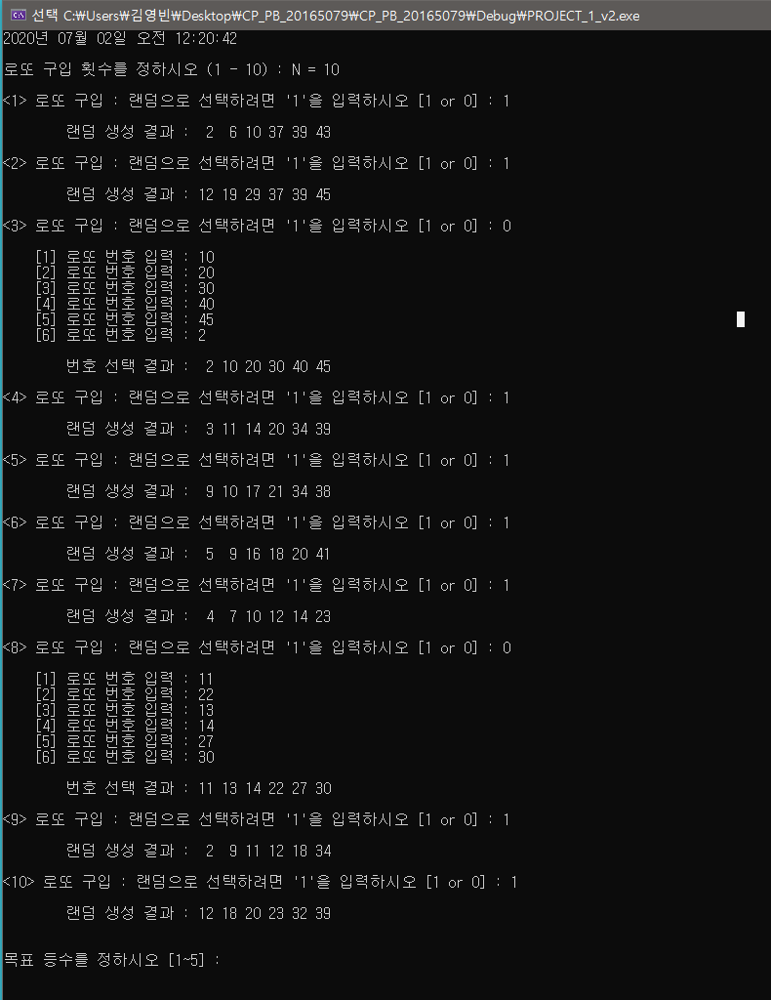 선택 C:\Users\김영빈\Desktop\CP_PB_20165079\CP_PB_20165079\Debug\PROJECT_1_v2.exe
2020년 07월 02일 오전 12:20:42
로또 구입 횟수를 정하시오 (1 - 10) : N = 10
<1> 로또 구입 : 랜덤으로 선택하려면 '1'을 입력하시오 [1 or 0] : 1
랜덤 생성 결과 :  2  6 10 37 39 43
<2> 로또 구입 : 랜덤으로 선택하려면 '1'을 입력하시오 [1 or 0] : 1
랜덤 생성 결과 : 12 19 29 37 39 45
<3> 로또 구입 : 랜덤으로 선택하려면 '1'을 입력하시오 [1 or 0] : 0
[1] 로또 번호 입력 : 10
[2] 로또 번호 입력 : 20
[3] 로또 번호 입력 : 30
[4] 로또 번호 입력 : 40
[5] 로또 번호 입력 : 45
[6] 로또 번호 입력 : 2
번호 선택 결과 :  2 10 20 30 40 45
<4> 로또 구입 : 랜덤으로 선택하려면 '1'을 입력하시오 [1 or 0] : 1
랜덤 생성 결과 :  3 11 14 20 34 39
<5> 로또 구입 : 랜덤으로 선택하려면 '1'을 입력하시오 [1 or 0] : 1
랜덤 생성 결과 :  9 10 17 21 34 38
<6> 로또 구입 : 랜덤으로 선택하려면 '1'을 입력하시오 [1 or 0] : 1
랜덤 생성 결과 :  5  9 16 18 20 41
<7> 로또 구입 : 랜덤으로 선택하려면 '1'을 입력하시오 [1 or 0] : 1
랜덤 생성 결과 :  4  7 10 12 14 23
<8> 로또 구입 : 랜덤으로 선택하려면 '1'을 입력하시오 [1 or 0] : 0
[1] 로또 번호 입력 : 11
[2] 로또 번호 입력 : 22
[3] 로또 번호 입력 : 13
[4] 로또 번호 입력 : 14
[5] 로또 번호 입력 : 27
[6] 로또 번호 입력 : 30
번호 선택 결과 : 11 13 14 22 27 30
<9> 로또 구입 : 랜덤으로 선택하려면 '1'을 입력하시오 [1 or 0] : 1
랜덤 생성 결과 :  2  9 11 12 18 34
<10> 로또 구입 : 랜덤으로 선택하려면 '1'을 입력하시오 [1 or 0] : 1
랜덤 생성 결과 : 12 18 20 23 32 39
목표 등수를 정하시오 [1~5] :